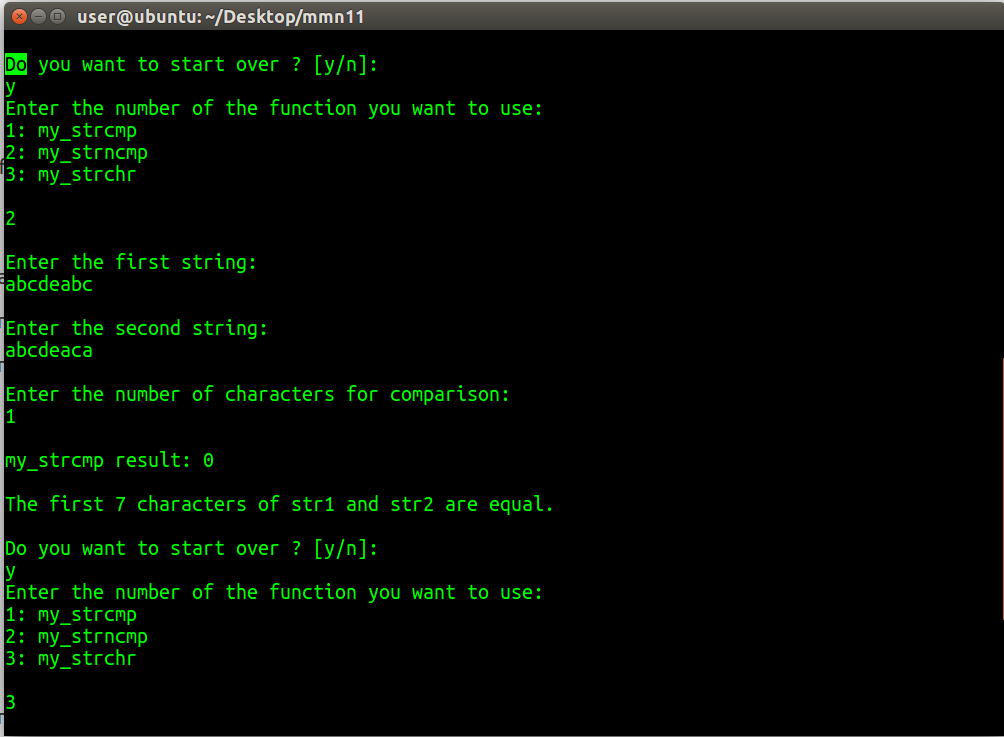 user@ubuntu: ~/Desktop/mmn11
Do you want to start over ? [y/n]:
y
Enter the number of the function you want to use:
1: my_strcmp
2: my_strncmp
3: my_strchr
2
Enter the first string:
abcdeabc
Enter the second string:
abcdeaca
Enter the number of characters for comparison:
1
my_strcmp result: 0
The first 7 characters of str1 and str2 are equal.
Do you want to start over ? [y/n]:
y
Enter the number of the function you want to use:
1: my_strcmp
2: my_strncmp
3: my_strchr
3